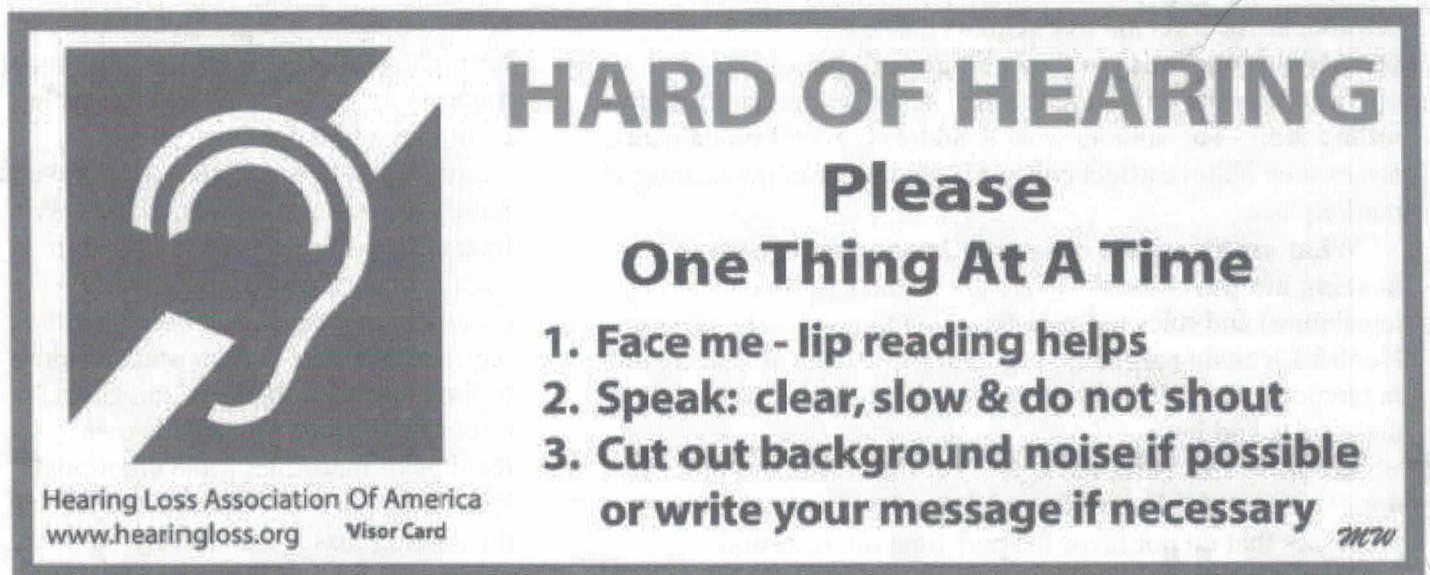 HARD OF HEARING
Please
One Thing At A Time
1. Face me - lip reading helps
2. Speak: clear, slow & do not shout
3. Cut out background noise if possible
or write your message if necessary
Hearing Loss Association Of America
www.hearingloss.org Visor Card
MW